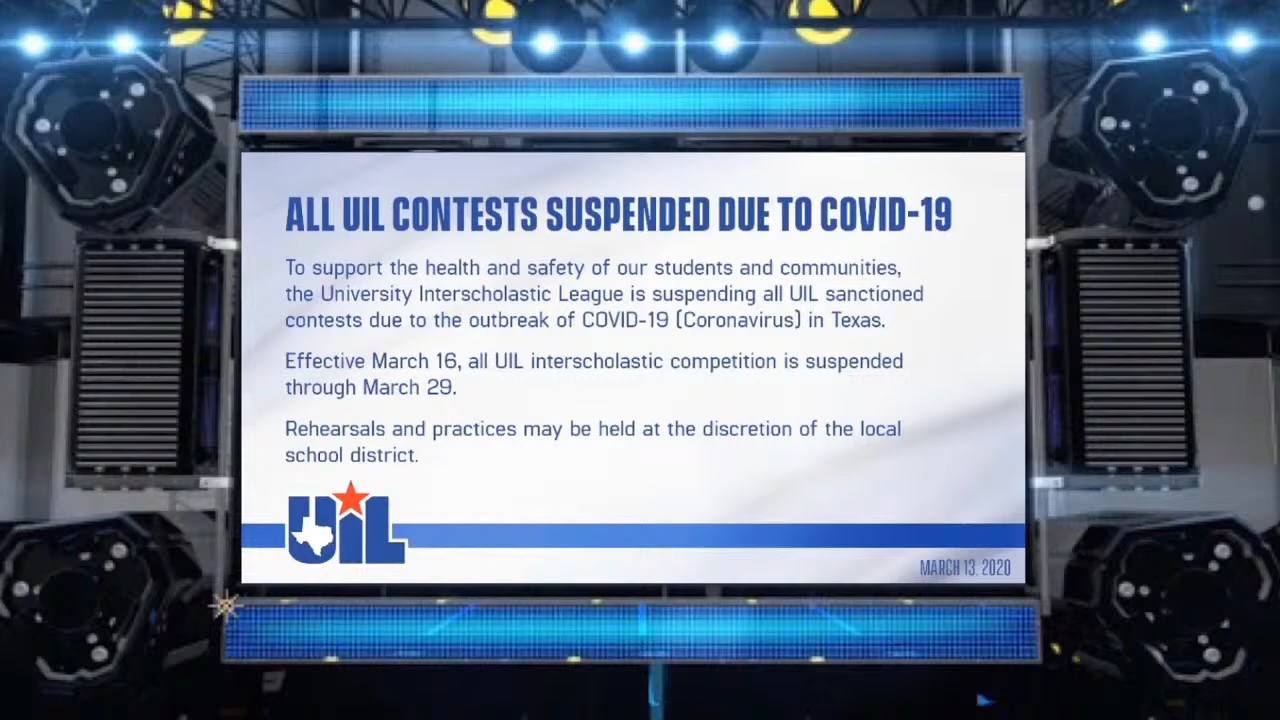 ALL UIL CONTESTS SUSPENDED DUE TO COVID-19
To support the health and safety of our students and communities,
the University Interscholastic League is suspending all UIL sanctioned
contests due to the outbreak of COVID-19 (Coronavirus) in Texas.
Effective March 16, all UIL interscholastic competition is suspended
through March 29.
Rehearsals and practices may be held at the discretion of the local
school district.
UIL
MARCH 13, 2020